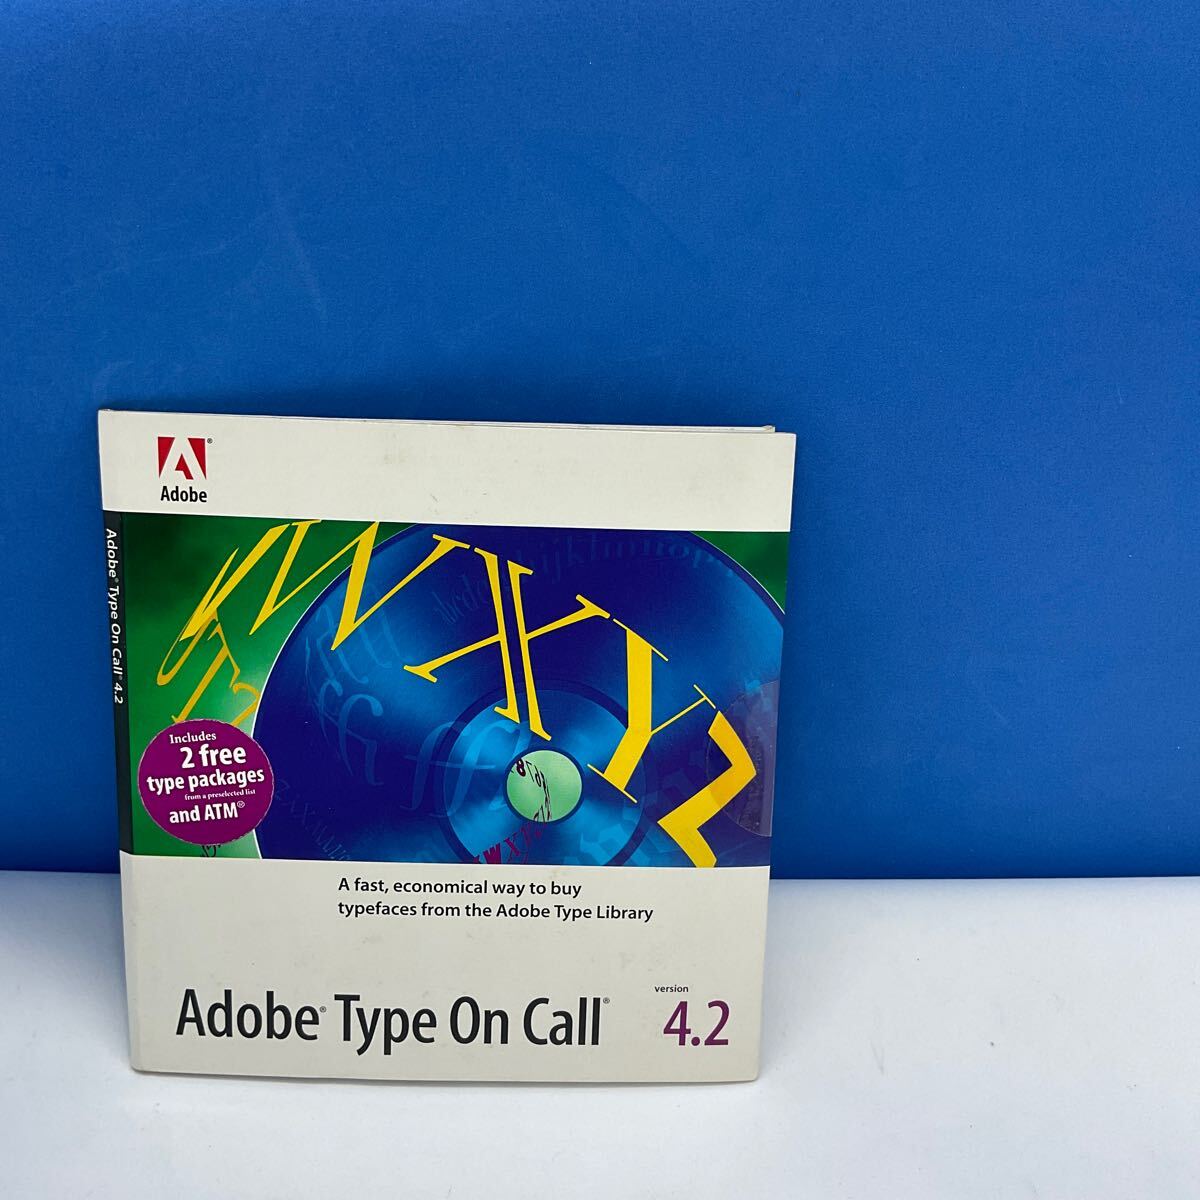 Adobe
Adobe® Type On Call® 4.2
V W X Y Z
Includes
2 free
type packages
from a preselected list
and ATM®
A fast, economical way to buy
typefaces from the Adobe Type Library
version
Adobe® Type On Call® 4.2